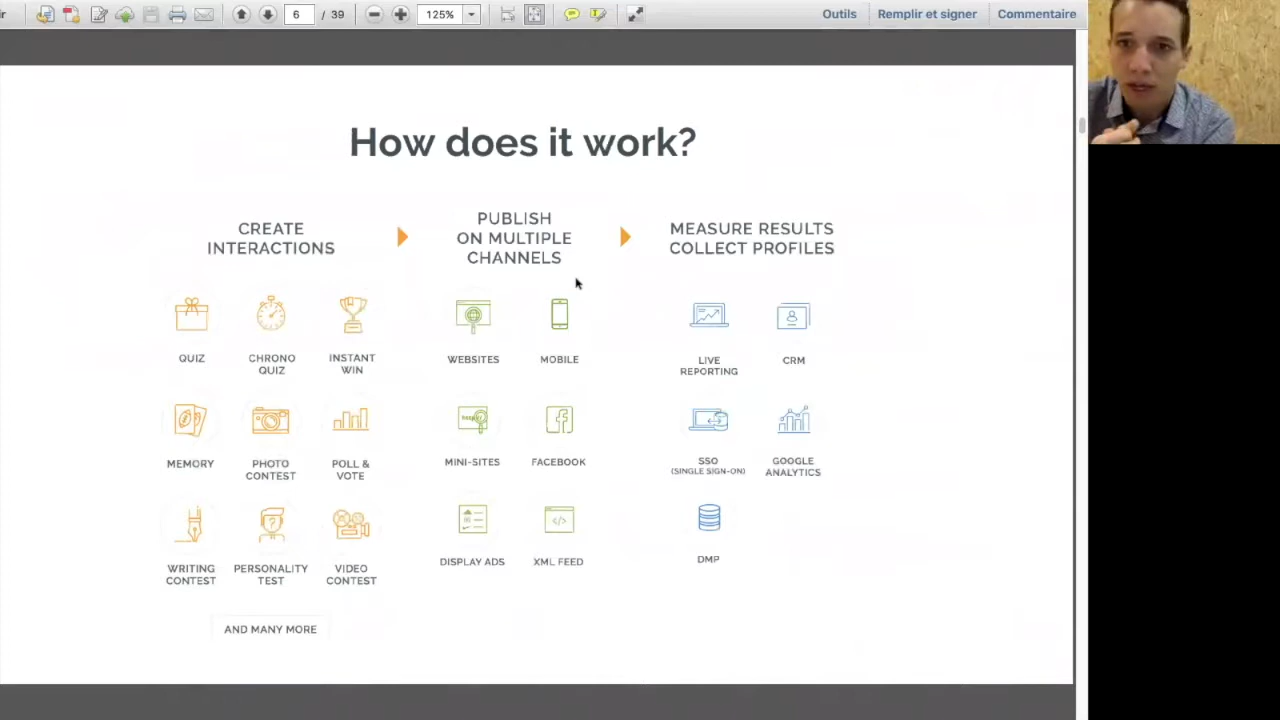 6 / 39
125%
Outils
Remplir et signer
Commentaire
How does it work?
CREATE
INTERACTIONS
PUBLISH
ON MULTIPLE
CHANNELS
MEASURE RESULTS
COLLECT PROFILES
QUIZ
CHRONO
QUIZ
INSTANT
WIN
WEBSITES
MOBILE
LIVE
REPORTING
CRM
MEMORY
PHOTO
CONTEST
POLL &
VOTE
MINI-SITES
FACEBOOK
SSO
(SINGLE SIGN-ON)
GOOGLE
ANALYTICS
WRITING
CONTEST
PERSONALITY
TEST
VIDEO
CONTEST
DISPLAY ADS
XML FEED
DMP
AND MANY MORE